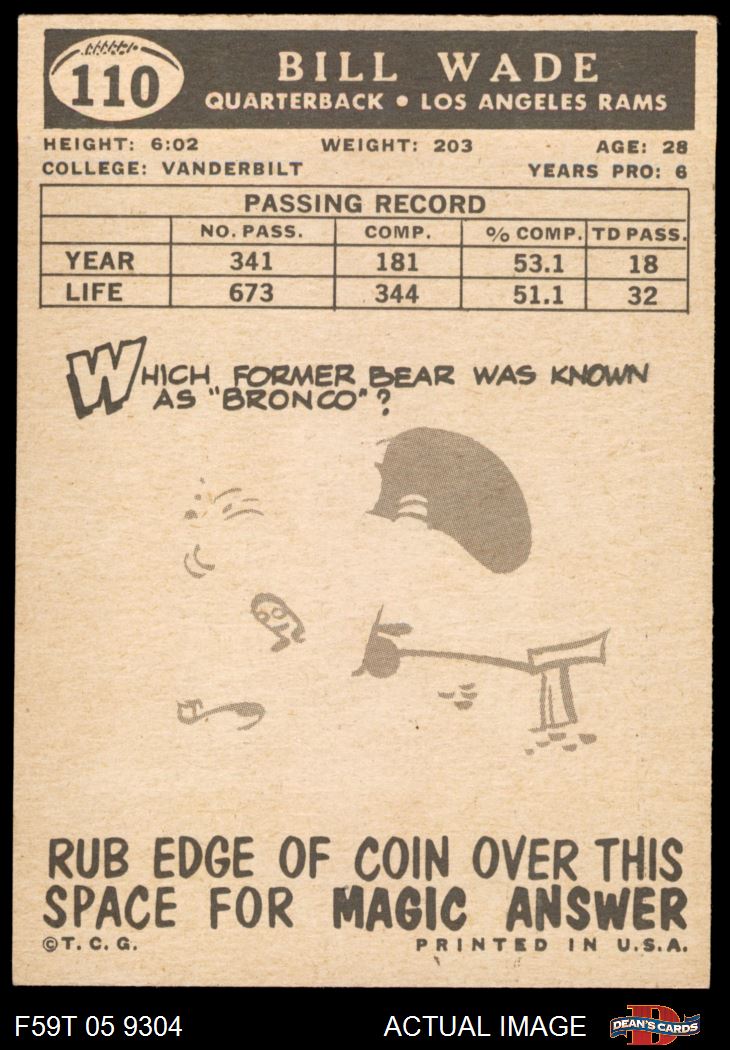 110
BILL WADE
QUARTERBACK • LOS ANGELES RAMS
HEIGHT: 6:02 WEIGHT: 203 AGE: 28
COLLEGE: VANDERBILT YEARS PRO: 6
PASSING RECORD
NO. PASS. COMP. % COMP. TD PASS.
YEAR 341 181 53.1 18
LIFE 673 344 51.1 32
WHICH FORMER BEAR WAS KNOWN
AS "BRONCO"?
RUB EDGE OF COIN OVER THIS
SPACE FOR MAGIC ANSWER
©T.C.G. PRINTED IN U.S.A.
F59T 05 9304 ACTUAL IMAGE DEAN'S CARDS